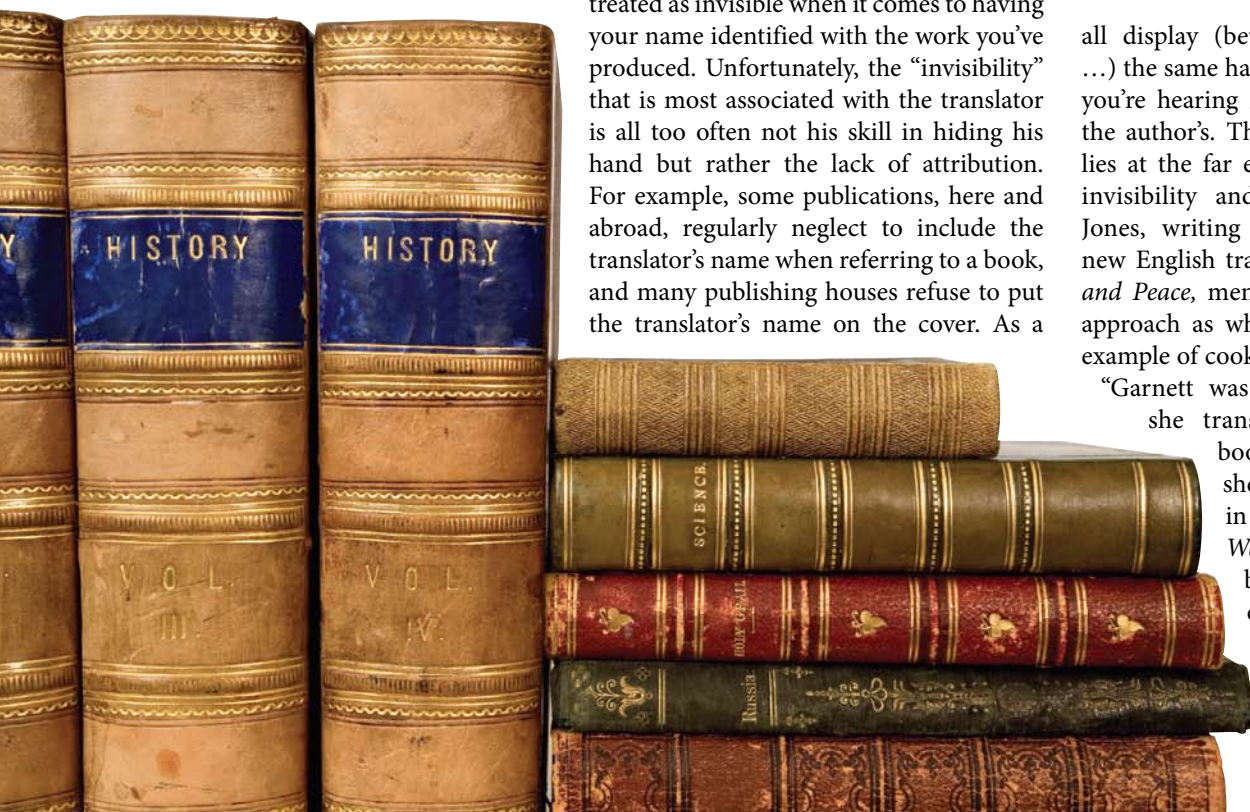 treated as invisible when it comes to having
your name identified with the work you’ve
produced. Unfortunately, the “invisibility”
that is most associated with the translator
is all too often not his skill in hiding his
hand but rather the lack of attribution.
For example, some publications, here and
abroad, regularly neglect to include the
translator’s name when referring to a book,
and many publishing houses refuse to put
the translator’s name on the cover. As a
all display (be
…) the same ha
you’re hearing
the author’s. Th
lies at the far e
invisibility and
Jones, writing
new English tra
and Peace, men
approach as wh
example of cook
“Garnett was
she trans
boo
she
in
W
b
Y
HISTORY
VOL.
III.
HISTORY
VOL.
IV.
SCIENCE.
HOLY GRAIL
Russia.